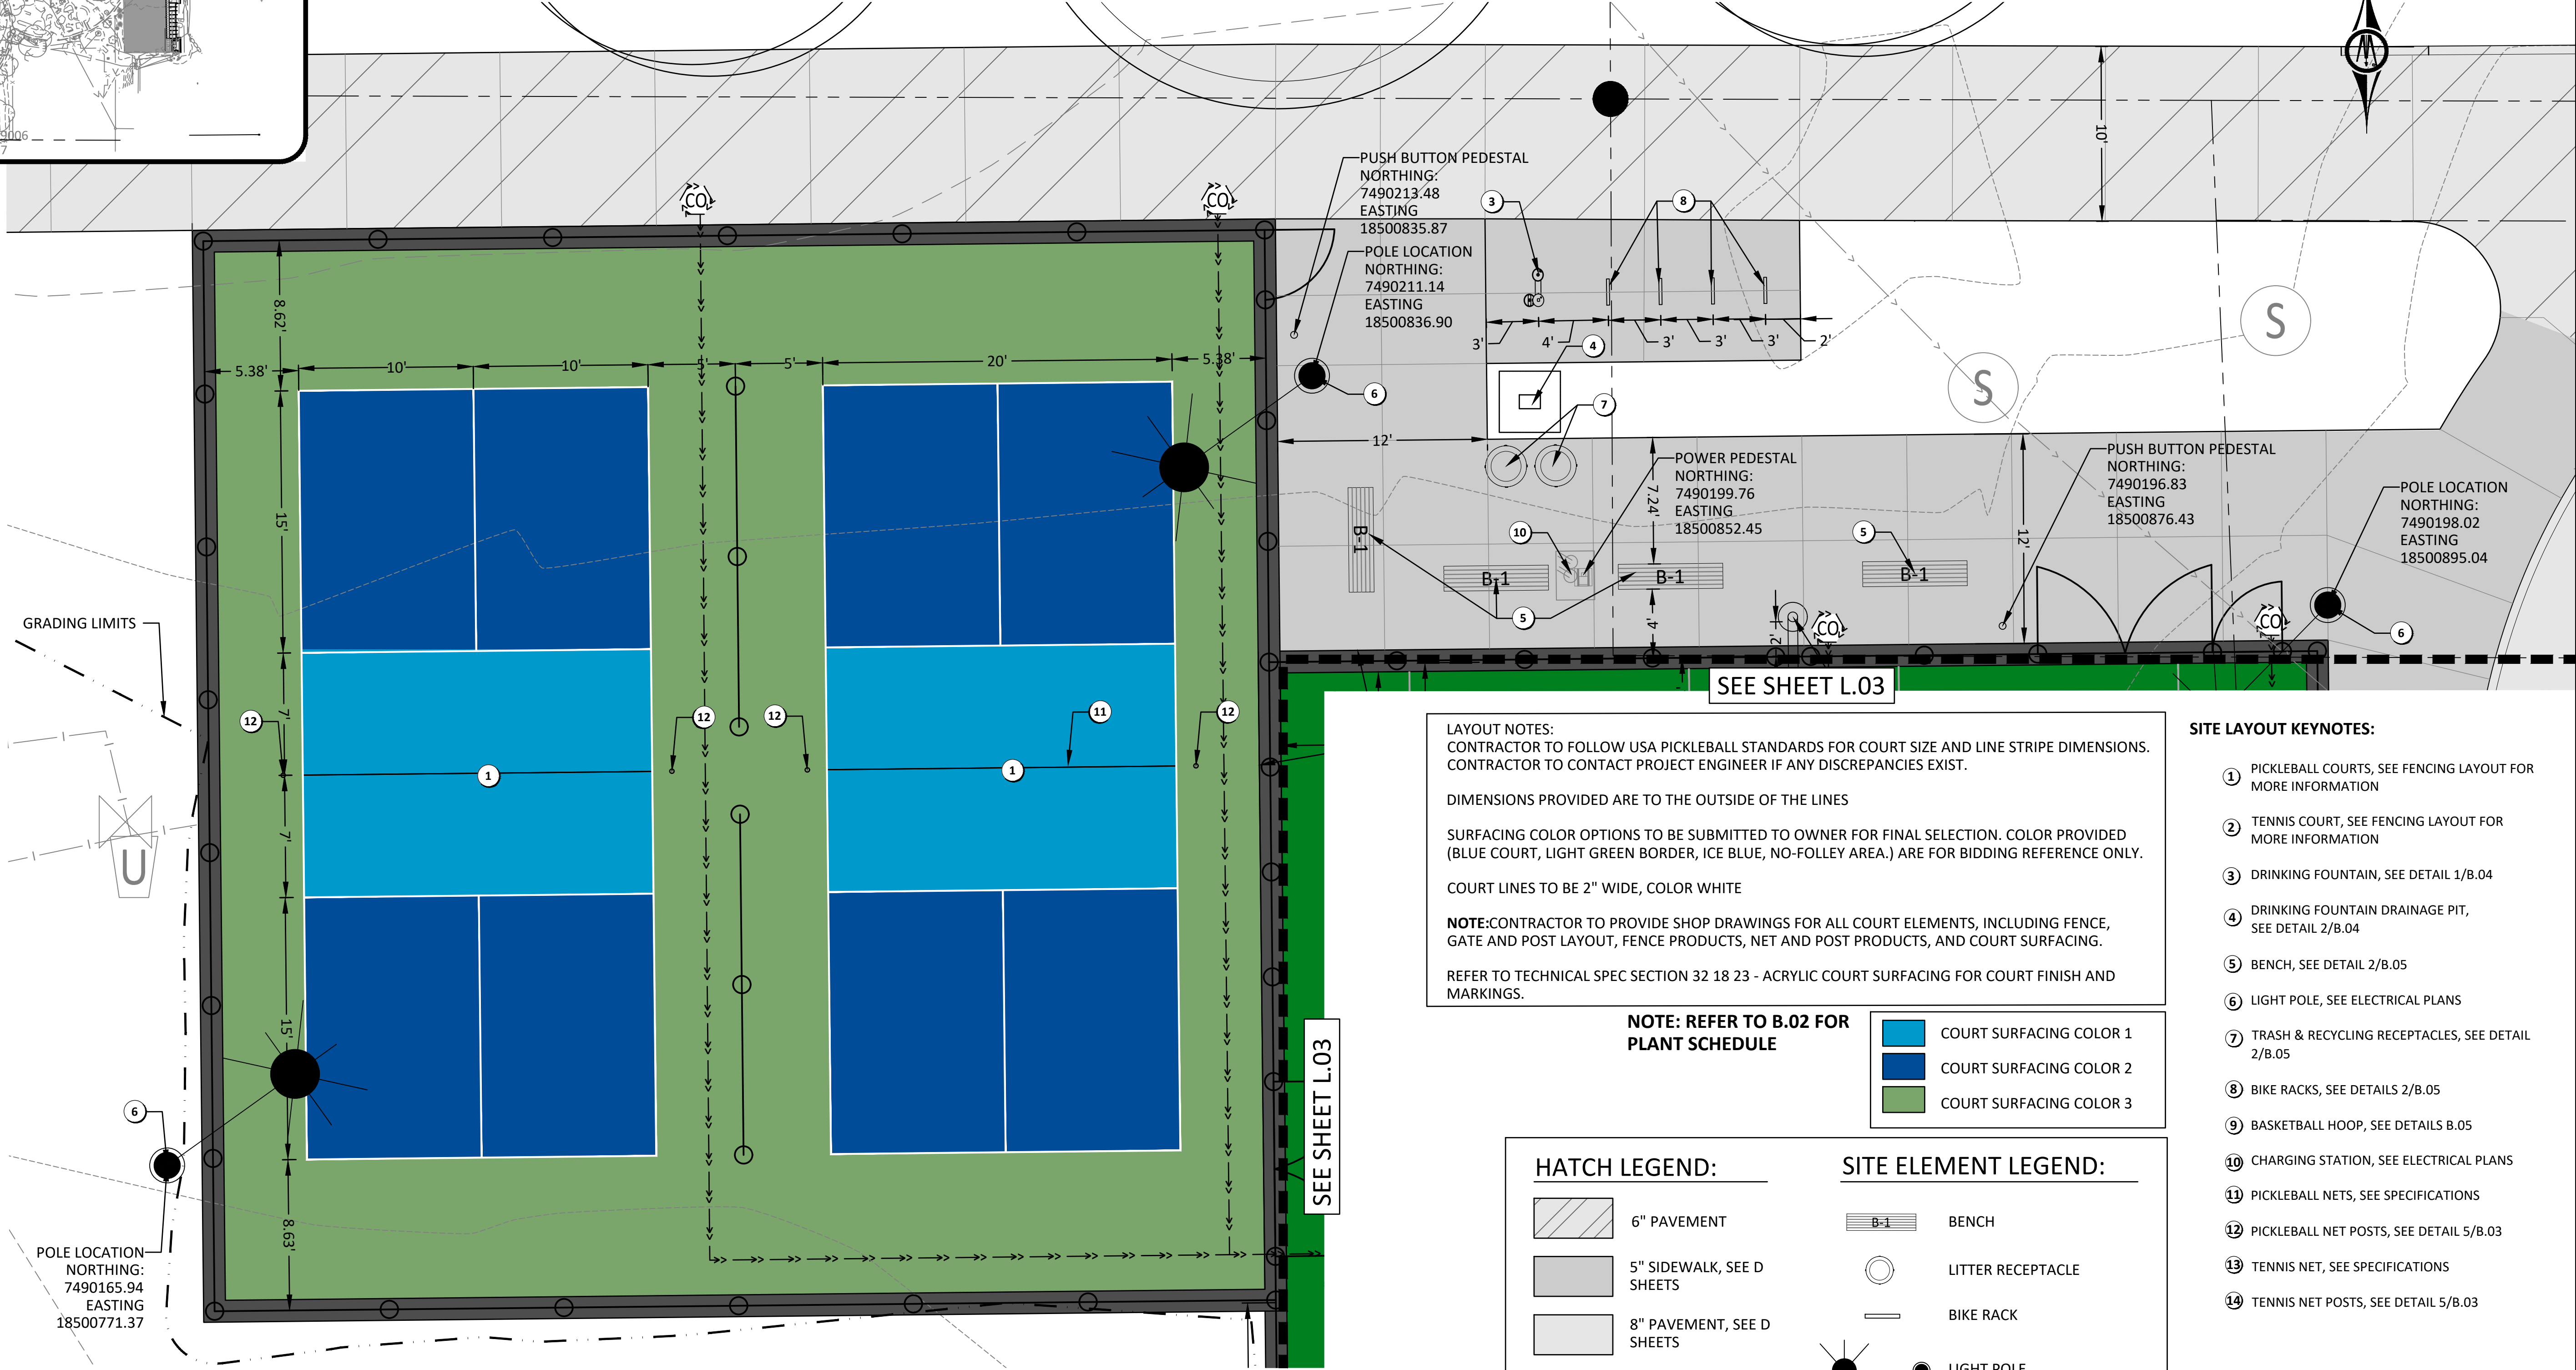 9006
7
PUSH BUTTON PEDESTAL
NORTHING:
7490213.48
EASTING
18500835.87
POLE LOCATION
NORTHING:
7490211.14
EASTING
18500836.90
CO
CO
3
8
10'
8.62'
5.38'
10'
10'
5'
5'
20'
5.38'
3'
4'
3'
3'
3'
2'
4
6
7
S
S
12'
15'
B-1
10
POWER PEDESTAL
NORTHING:
7490199.76
EASTING
18500852.45
7.24'
5
PUSH BUTTON PEDESTAL
NORTHING:
7490196.83
EASTING
18500876.43
12'
POLE LOCATION
NORTHING:
7490198.02
EASTING
18500895.04
B-1
B-1
B-1
5
4'
2'
CO
CO
6
GRADING LIMITS
7'
12
12
12
11
12
1
1
7'
U
15'
6
8.63'
POLE LOCATION
NORTHING:
7490165.94
EASTING
18500771.37
SEE SHEET L.03
SEE SHEET L.03
LAYOUT NOTES:
CONTRACTOR TO FOLLOW USA PICKLEBALL STANDARDS FOR COURT SIZE AND LINE STRIPE DIMENSIONS.
CONTRACTOR TO CONTACT PROJECT ENGINEER IF ANY DISCREPANCIES EXIST.
DIMENSIONS PROVIDED ARE TO THE OUTSIDE OF THE LINES
SURFACING COLOR OPTIONS TO BE SUBMITTED TO OWNER FOR FINAL SELECTION. COLOR PROVIDED
(BLUE COURT, LIGHT GREEN BORDER, ICE BLUE, NO-FOLLEY AREA.) ARE FOR BIDDING REFERENCE ONLY.
COURT LINES TO BE 2" WIDE, COLOR WHITE
NOTE:CONTRACTOR TO PROVIDE SHOP DRAWINGS FOR ALL COURT ELEMENTS, INCLUDING FENCE,
GATE AND POST LAYOUT, FENCE PRODUCTS, NET AND POST PRODUCTS, AND COURT SURFACING.
REFER TO TECHNICAL SPEC SECTION 32 18 23 - ACRYLIC COURT SURFACING FOR COURT FINISH AND
MARKINGS.
NOTE: REFER TO B.02 FOR
PLANT SCHEDULE
COURT SURFACING COLOR 1
COURT SURFACING COLOR 2
COURT SURFACING COLOR 3
HATCH LEGEND:
6" PAVEMENT
5" SIDEWALK, SEE D
SHEETS
8" PAVEMENT, SEE D
SHEETS
SITE ELEMENT LEGEND:
B-1 BENCH
LITTER RECEPTACLE
BIKE RACK
LIGHT POLE
SITE LAYOUT KEYNOTES:
1 PICKLEBALL COURTS, SEE FENCING LAYOUT FOR
MORE INFORMATION
2 TENNIS COURT, SEE FENCING LAYOUT FOR
MORE INFORMATION
3 DRINKING FOUNTAIN, SEE DETAIL 1/B.04
4 DRINKING FOUNTAIN DRAINAGE PIT,
SEE DETAIL 2/B.04
5 BENCH, SEE DETAIL 2/B.05
6 LIGHT POLE, SEE ELECTRICAL PLANS
7 TRASH & RECYCLING RECEPTACLES, SEE DETAIL
2/B.05
8 BIKE RACKS, SEE DETAILS 2/B.05
9 BASKETBALL HOOP, SEE DETAILS B.05
10 CHARGING STATION, SEE ELECTRICAL PLANS
11 PICKLEBALL NETS, SEE SPECIFICATIONS
12 PICKLEBALL NET POSTS, SEE DETAIL 5/B.03
13 TENNIS NET, SEE SPECIFICATIONS
14 TENNIS NET POSTS, SEE DETAIL 5/B.03